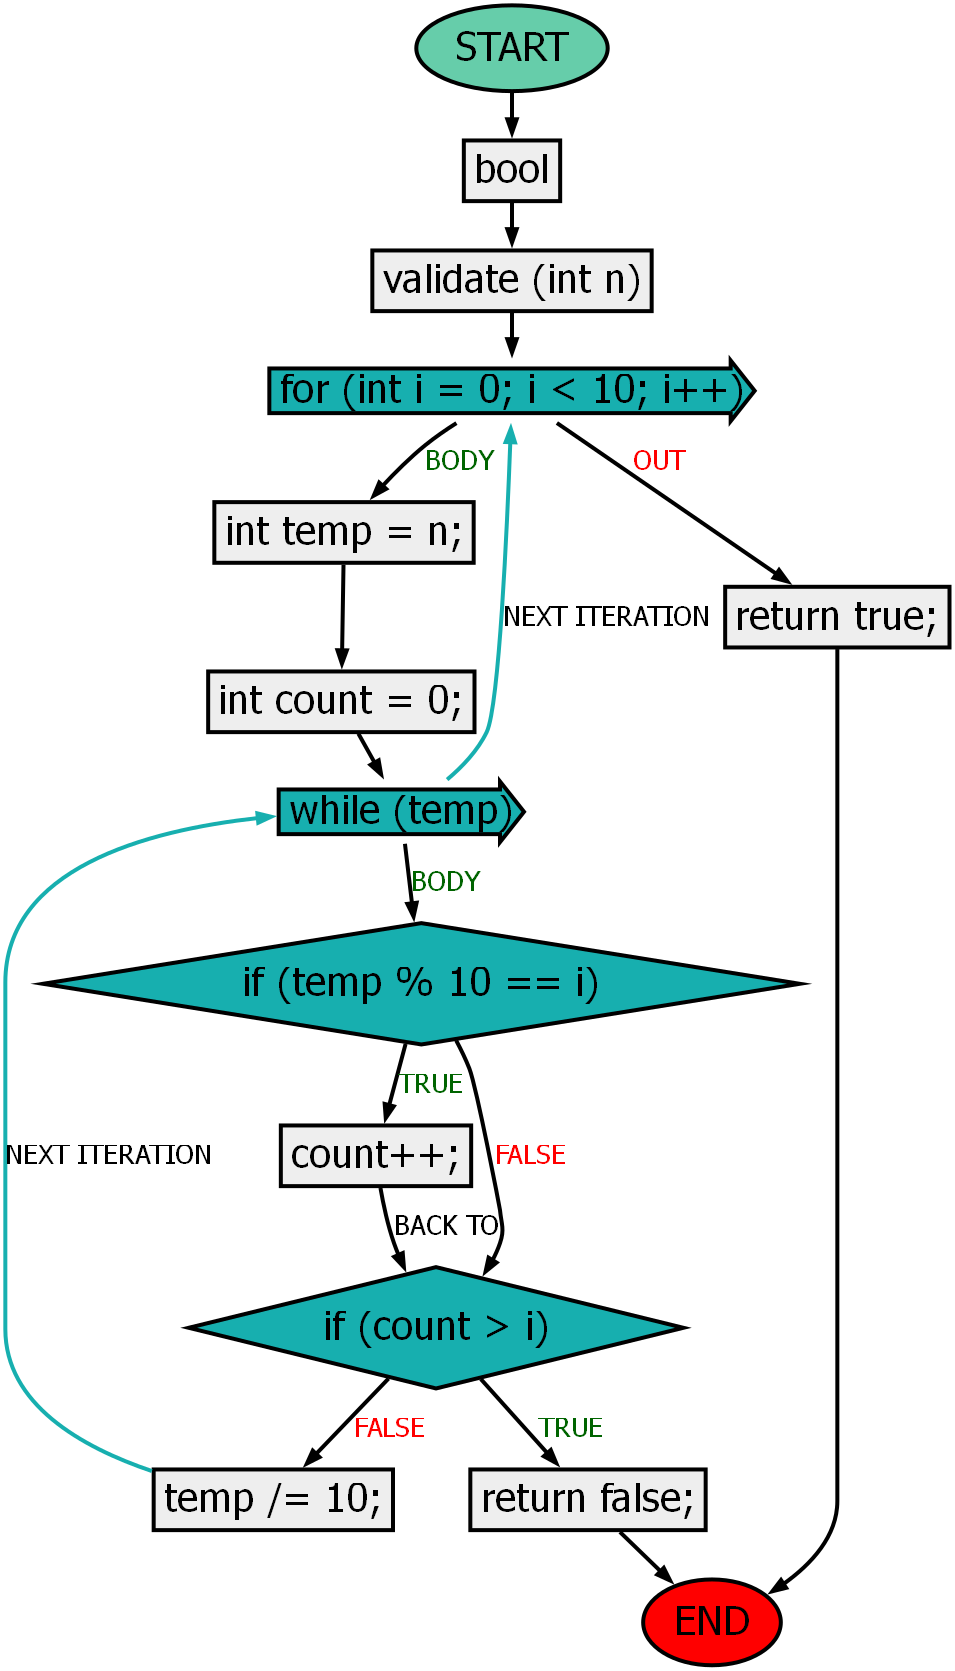 START
bool
validate (int n)
for (int i = 0; i < 10; i++)
BODY
OUT
int temp = n;
return true;
NEXT ITERATION
int count = 0;
while (temp)
BODY
if (temp % 10 == i)
TRUE
count++;
FALSE
NEXT ITERATION
BACK TO
if (count > i)
FALSE
TRUE
temp /= 10;
return false;
END